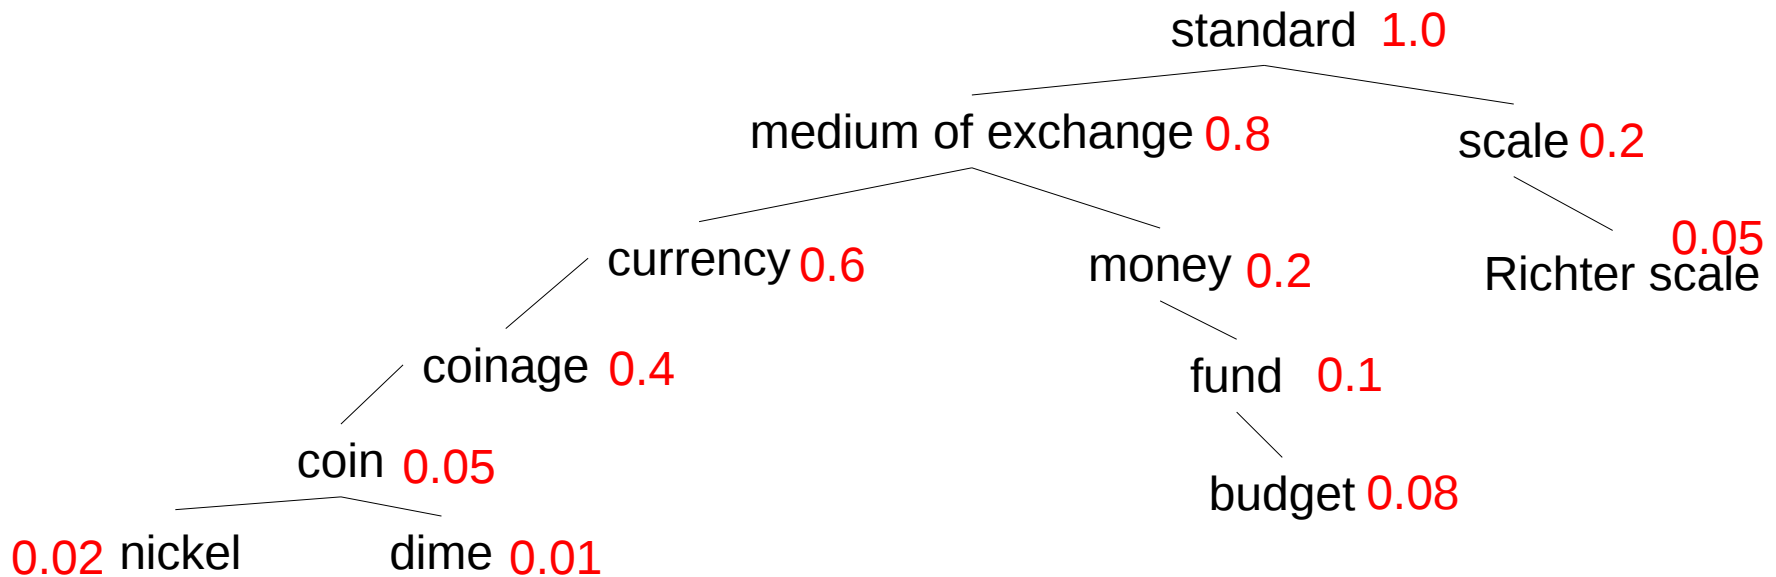 standard 1.0
medium of exchange 0.8
scale 0.2
currency 0.6
money 0.2
0.05
Richter scale
coinage 0.4
fund 0.1
coin 0.05
budget 0.08
0.02 nickel
dime 0.01